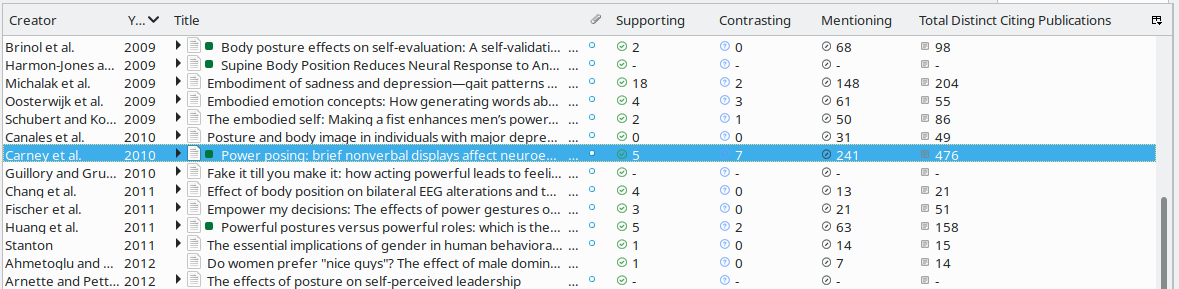 Creator Y... Title Supporting Contrasting Mentioning Total Distinct Citing Publications
Brinol et al. 2009 Body posture effects on self-evaluation: A self-validati... ... 2 0 68 98
Harmon-Jones a... 2009 Supine Body Position Reduces Neural Response to An... ... - - - -
Michalak et al. 2009 Embodiment of sadness and depression—gait patterns ... ... 18 2 148 204
Oosterwijk et al. 2009 Embodied emotion concepts: How generating words ab... ... 4 3 61 55
Schubert and Ko... 2009 The embodied self: Making a fist enhances men's power... ... 2 1 50 86
Canales et al. 2010 Posture and body image in individuals with major depre... ... 0 0 31 49
Carney et al. 2010 Power posing: brief nonverbal displays affect neuroe... ... 5 7 241 476
Guillory and Gru... 2010 Fake it till you make it: how acting powerful leads to feeli... ... - - - -
Chang et al. 2011 Effect of body position on bilateral EEG alterations and t... ... 4 0 13 21
Fischer et al. 2011 Empower my decisions: The effects of power gestures o... ... 3 0 21 51
Huang et al. 2011 Powerful postures versus powerful roles: which is the... ... 5 2 63 158
Stanton 2011 The essential implications of gender in human behaviora... ... 1 0 14 15
Ahmetoglu and ... 2012 Do women prefer "nice guys"? The effect of male domin... ... 1 0 7 14
Arnette and Pett... 2012 The effects of posture on self-perceived leadership ... - - - -